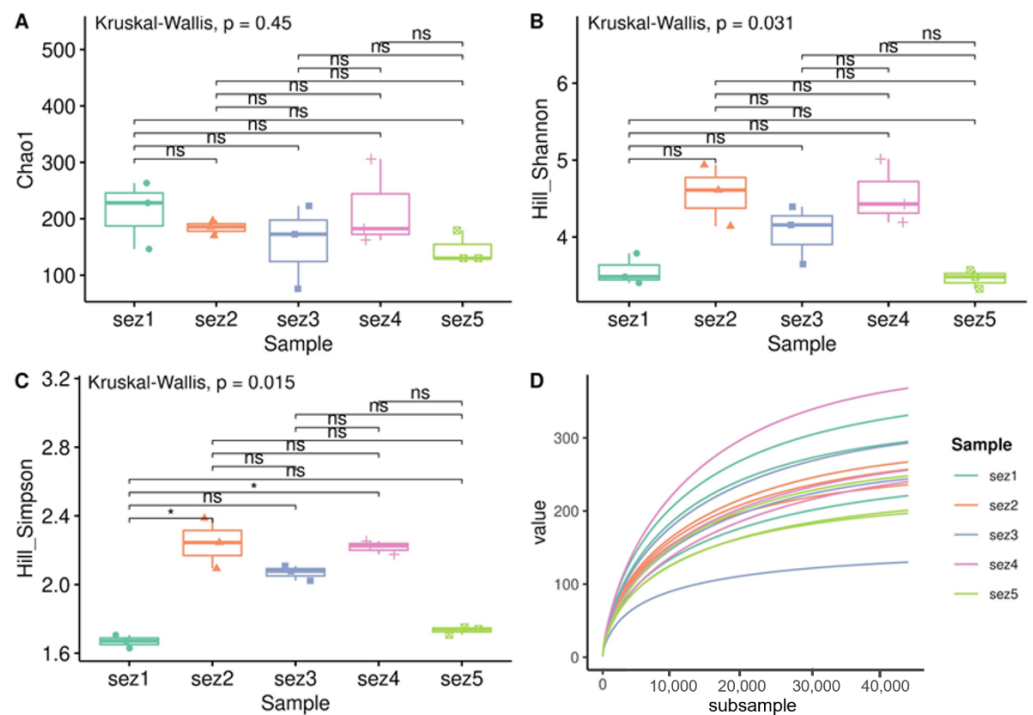 A
Kruskal-Wallis, p = 0.45
Chao1
500
400
300
200
100
ns
ns
ns
ns
ns
ns
ns
ns
ns
ns
sez1 sez2 sez3 sez4 sez5
Sample
B
Kruskal-Wallis, p = 0.031
Hill_Shannon
6
5
4
ns
ns
ns
ns
ns
ns
ns
ns
ns
ns
sez1 sez2 sez3 sez4 sez5
Sample
C
Kruskal-Wallis, p = 0.015
Hill_Simpson
3.2
2.8
2.4
2.0
1.6
ns
ns
ns
ns
ns
ns
ns
*
ns
*
sez1 sez2 sez3 sez4 sez5
Sample
D
value
300
200
100
0
0 10,000 20,000 30,000 40,000
subsample
Sample
sez1
sez2
sez3
sez4
sez5